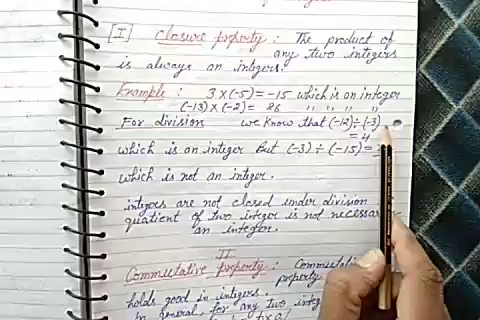 [I] Closure property : The product of
any two integers
is always an integers.
Example : 3 × (-5) = -15 which is an integer
(-13) × (-2) = 26 " " " "
For division we know that (-12) ÷ (-3)
= 4
which is an integer But (-3) ÷ (-15) =
which is not an integer.
integers are not closed under division
quatient of two integer is not
an integer.
II
Commutative property :
property
holds good in integers.
in general, for any two